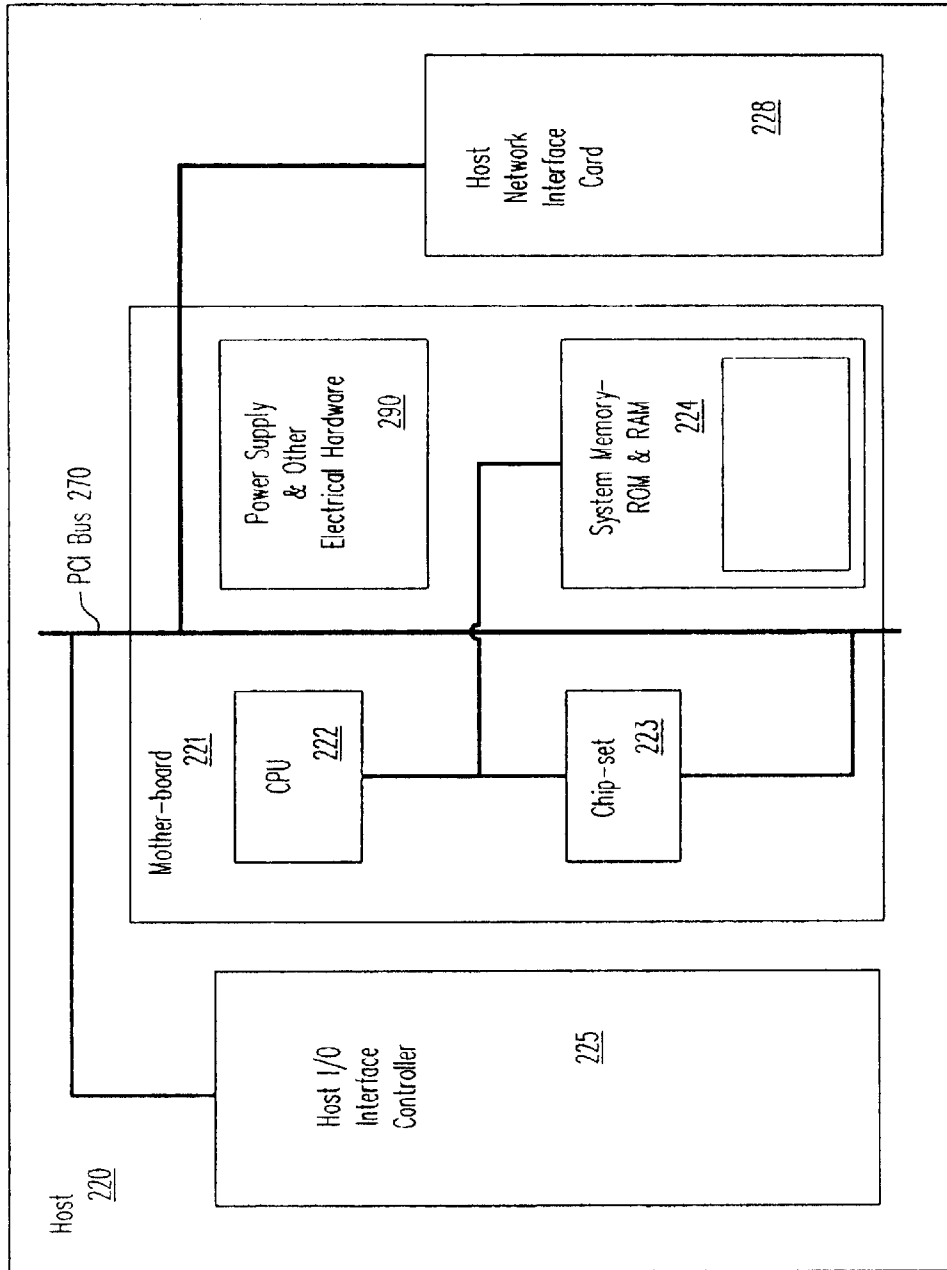 Host
220
PCI Bus 270
Host I/O
Interface
Controller
225
Mother-board
221
CPU
222
Chip-set
223
Power Supply
& Other
Electrical Hardware
290
System Memory-
ROM & RAM
224
Host
Network
Interface
Card
228